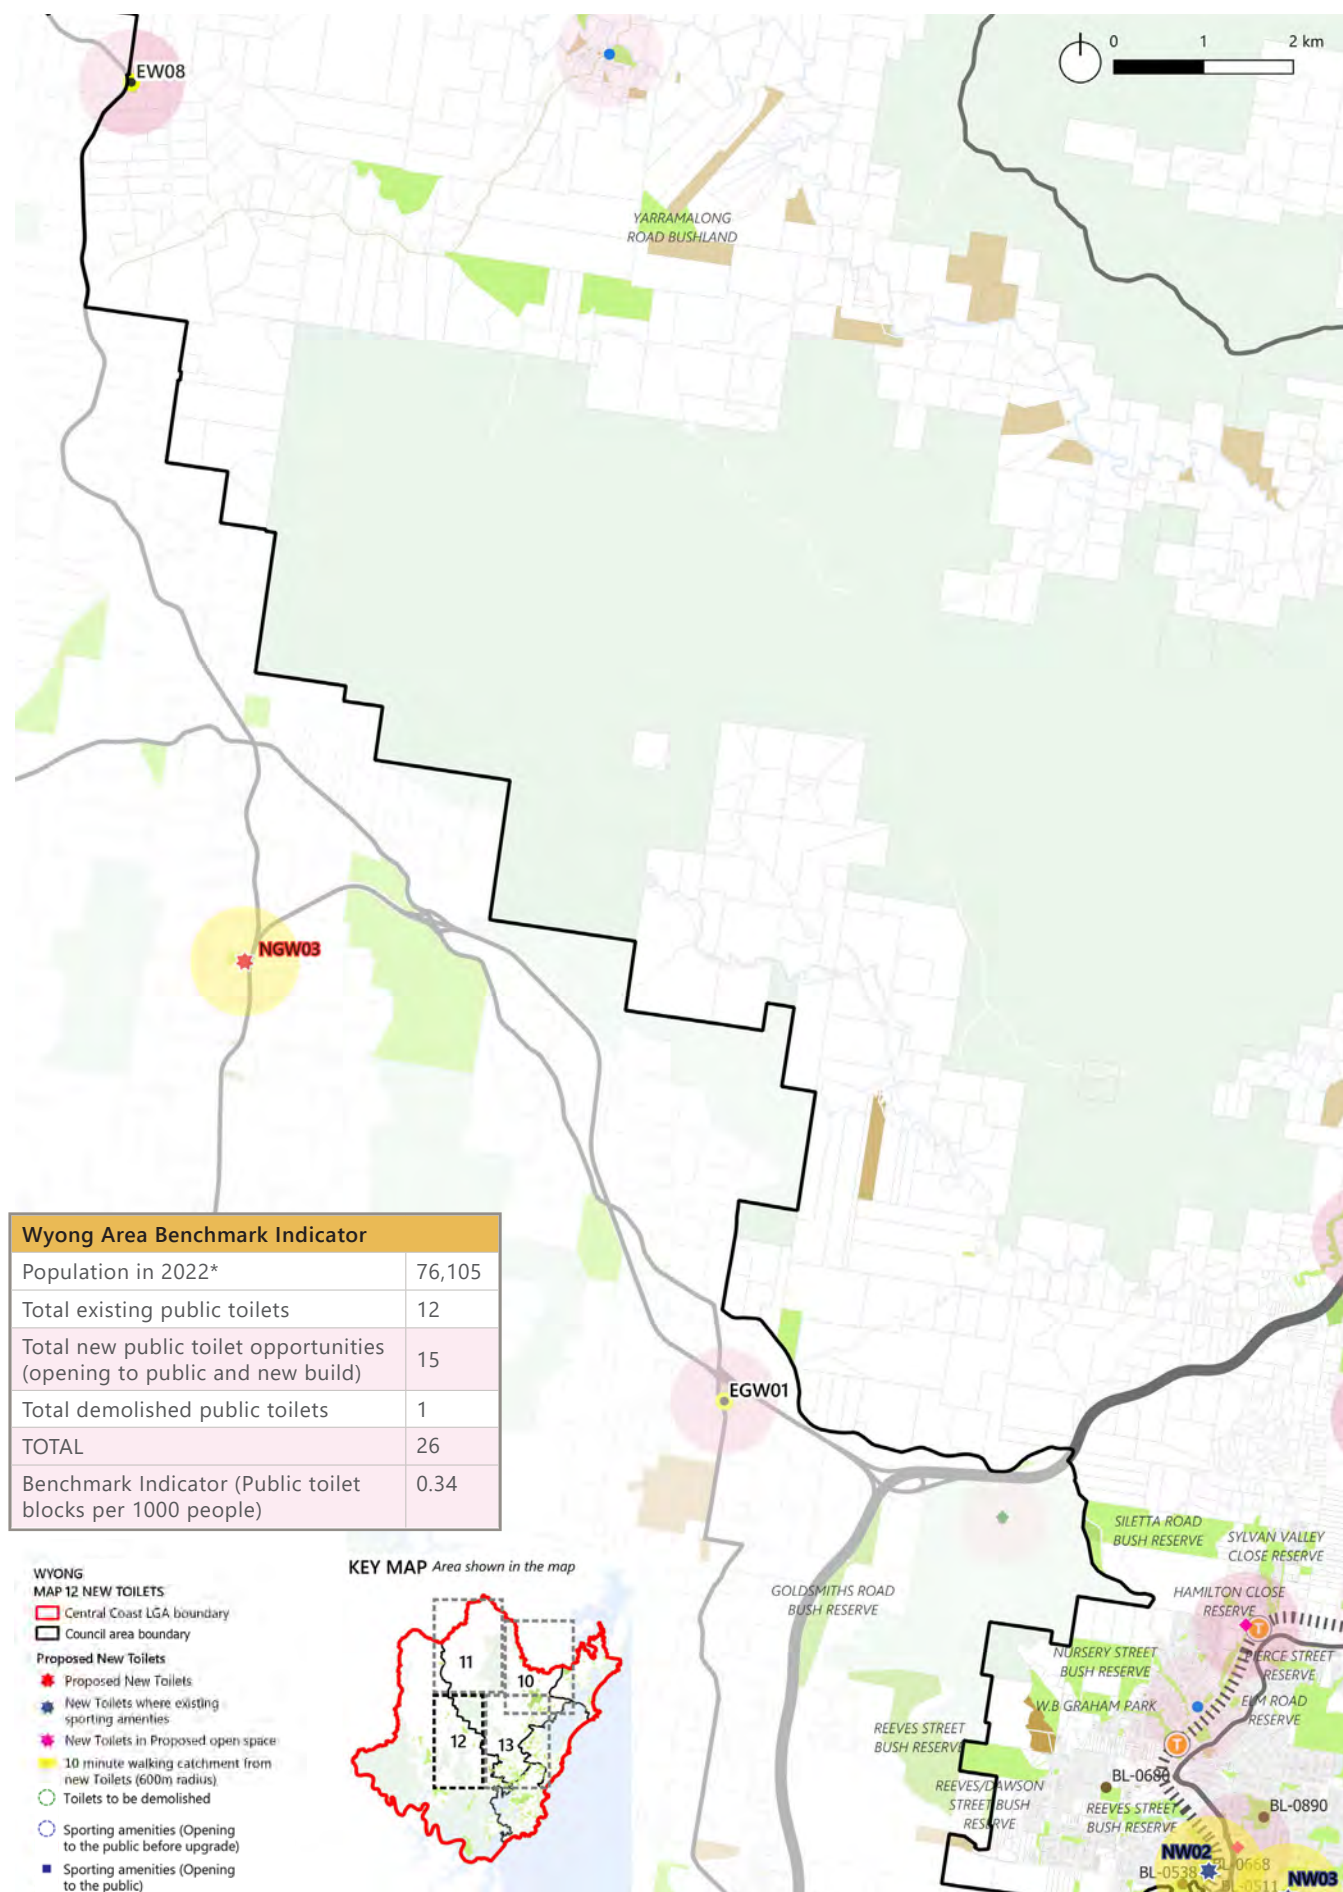 EW08
0 1 2 km
YARRAMALONG
ROAD BUSHLAND
NGW03
Wyong Area Benchmark Indicator
Population in 2022* 76,105
Total existing public toilets 12
Total new public toilet opportunities
(opening to public and new build) 15
Total demolished public toilets 1
TOTAL 26
Benchmark Indicator (Public toilet
blocks per 1000 people) 0.34
EGW01
SILETTA ROAD
BUSH RESERVE
SYLVAN VALLEY
CLOSE RESERVE
GOLDSMITHS ROAD
BUSH RESERVE
HAMILTON CLOSE
RESERVE
T
NURSERY STREET
BUSH RESERVE
PIERCE STREET
RESERVE
W.B GRAHAM PARK
ELM ROAD
RESERVE
REEVES STREET
BUSH RESERVE
T
REEVES/DAWSON
STREET BUSH
RESERVE
BL-0680
REEVES STREET
BUSH RESERVE
BL-0890
NW02
BL-0668
BL-0538
BL-0511
NW03
WYONG
MAP 12 NEW TOILETS
Central Coast LGA boundary
Council area boundary
Proposed New Toilets
Proposed New Toilets
New Toilets where existing
sporting amenties
New Toilets in Proposed open space
10 minute walking catchment from
new Toilets (600m radius)
Toilets to be demolished
Sporting amenities (Opening
to the public before upgrade)
Sporting amenities (Opening
to the public)
KEY MAP Area shown in the map
11
10
12
13